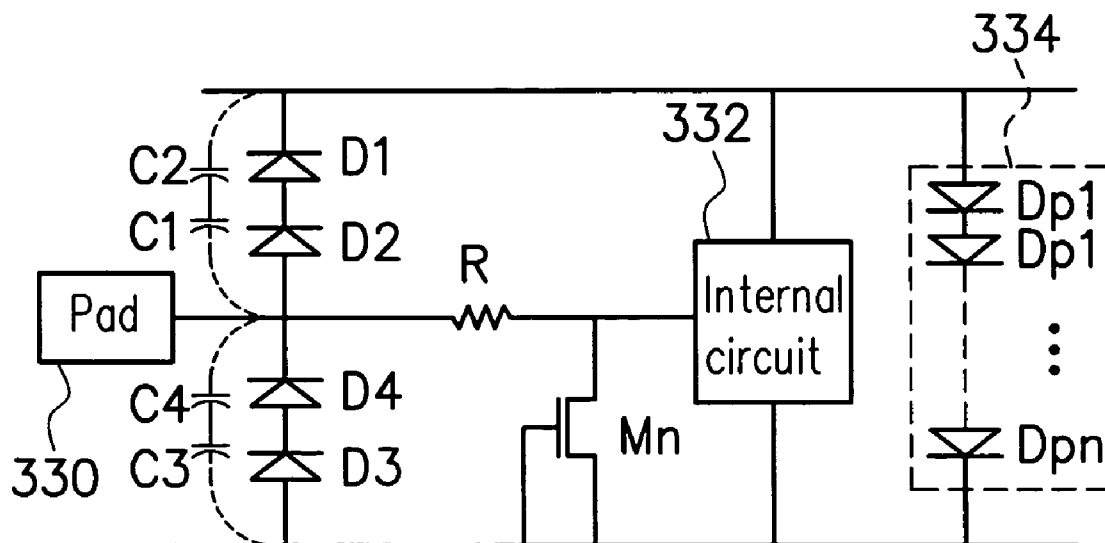 334
332
C2
D1
C1
D2
Dp1
Dp1
R
Pad
Internal
circuit
C4
D4
Mn
C3
D3
Dpn
330